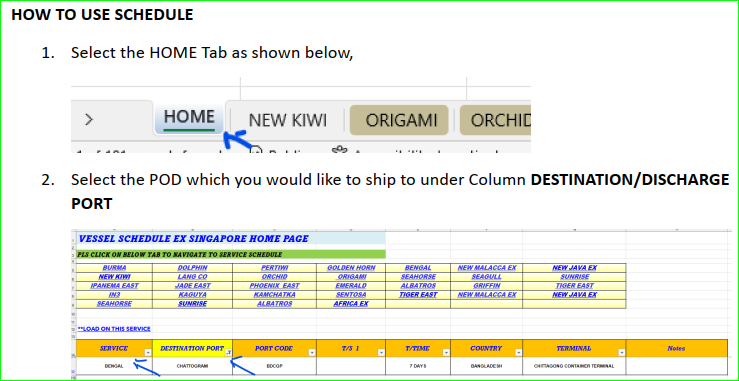 HOW TO USE SCHEDULE
1. Select the HOME Tab as shown below,
HOME NEW KIWI ORIGAMI ORCHID
2. Select the POD which you would like to ship to under Column DESTINATION/DISCHARGE
PORT
VESSEL SCHEDULE EX SINGAPORE HOME PAGE
PLS CLICK ON BELOW TAB TO NAVIGATE TO SERVICE SCHEDULE
BURMA DOLPHIN PERTIWI GOLDEN HORN BENGAL NEW MALACCA EX NEW JAVA EX
NEW KIWI LANG CO ORCHID ORIGAMI SEAHORSE SEAGULL SUNRISE
IPANEMA EAST JADE EAST PHOENIX EAST EMERALD ALBATROS GRIFFIN TIGER EAST
IN3 KAGUYA KAMCHATKA SENTOSA TIGER EAST NEW MALACCA EX NEW JAVA EX
SEAHORSE SUNRISE ALBATROS AFRICA EX
**LOAD ON THIS SERVICE
SERVICE DESTINATION PORT PORT CODE T/S 1 T/TIME COUNTRY TERMINAL Notes
BENGAL CHATTOGRAM BDCGP 7 DAYS BANGLADESH CHITTAGONG CONTAINER TERMINAL